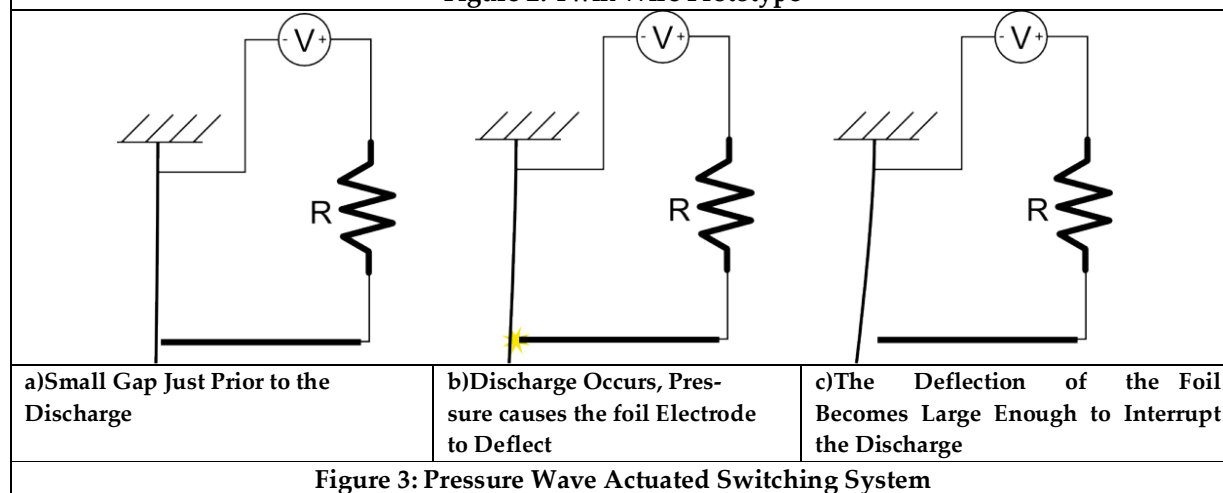 Figure 2: Twin Wire Prototype
- V +
R
- V +
R
- V +
R
a)Small Gap Just Prior to the
Discharge
b)Discharge Occurs, Pres-
sure causes the foil Electrode
to Deflect
c)The Deflection of the Foil
Becomes Large Enough to Interrupt
the Discharge
Figure 3: Pressure Wave Actuated Switching System